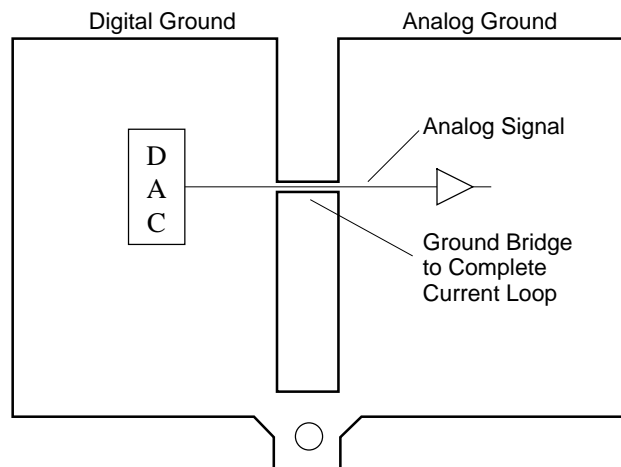 Digital Ground
Analog Ground
D
A
C
Analog Signal
Ground Bridge
to Complete
Current Loop